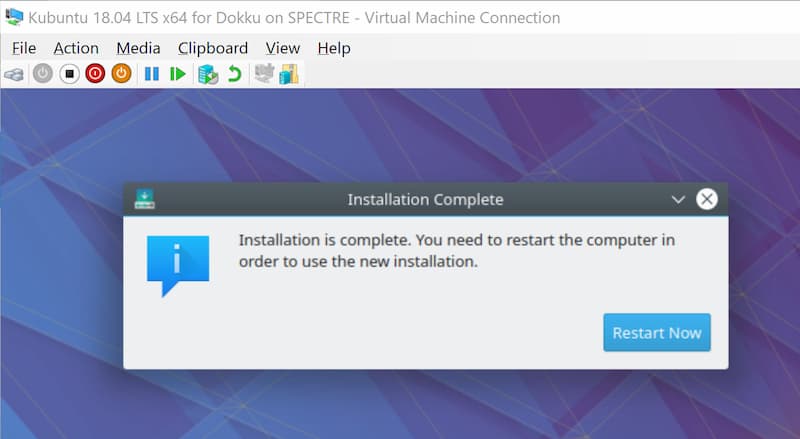 Kubuntu 18.04 LTS x64 for Dokku on SPECTRE - Virtual Machine Connection
File Action Media Clipboard View Help
Installation Complete
Installation is complete. You need to restart the computer in
order to use the new installation.
Restart Now